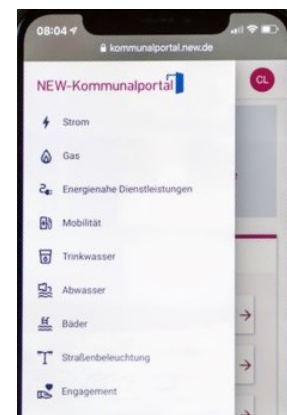 08:04
kommunalportal.new.de
NEW-Kommunalportal
CL
Strom
Gas
Energienahe Dienstleistungen
Mobilität
Trinkwasser
Abwasser
Bäder
Straßenbeleuchtung
Engagement